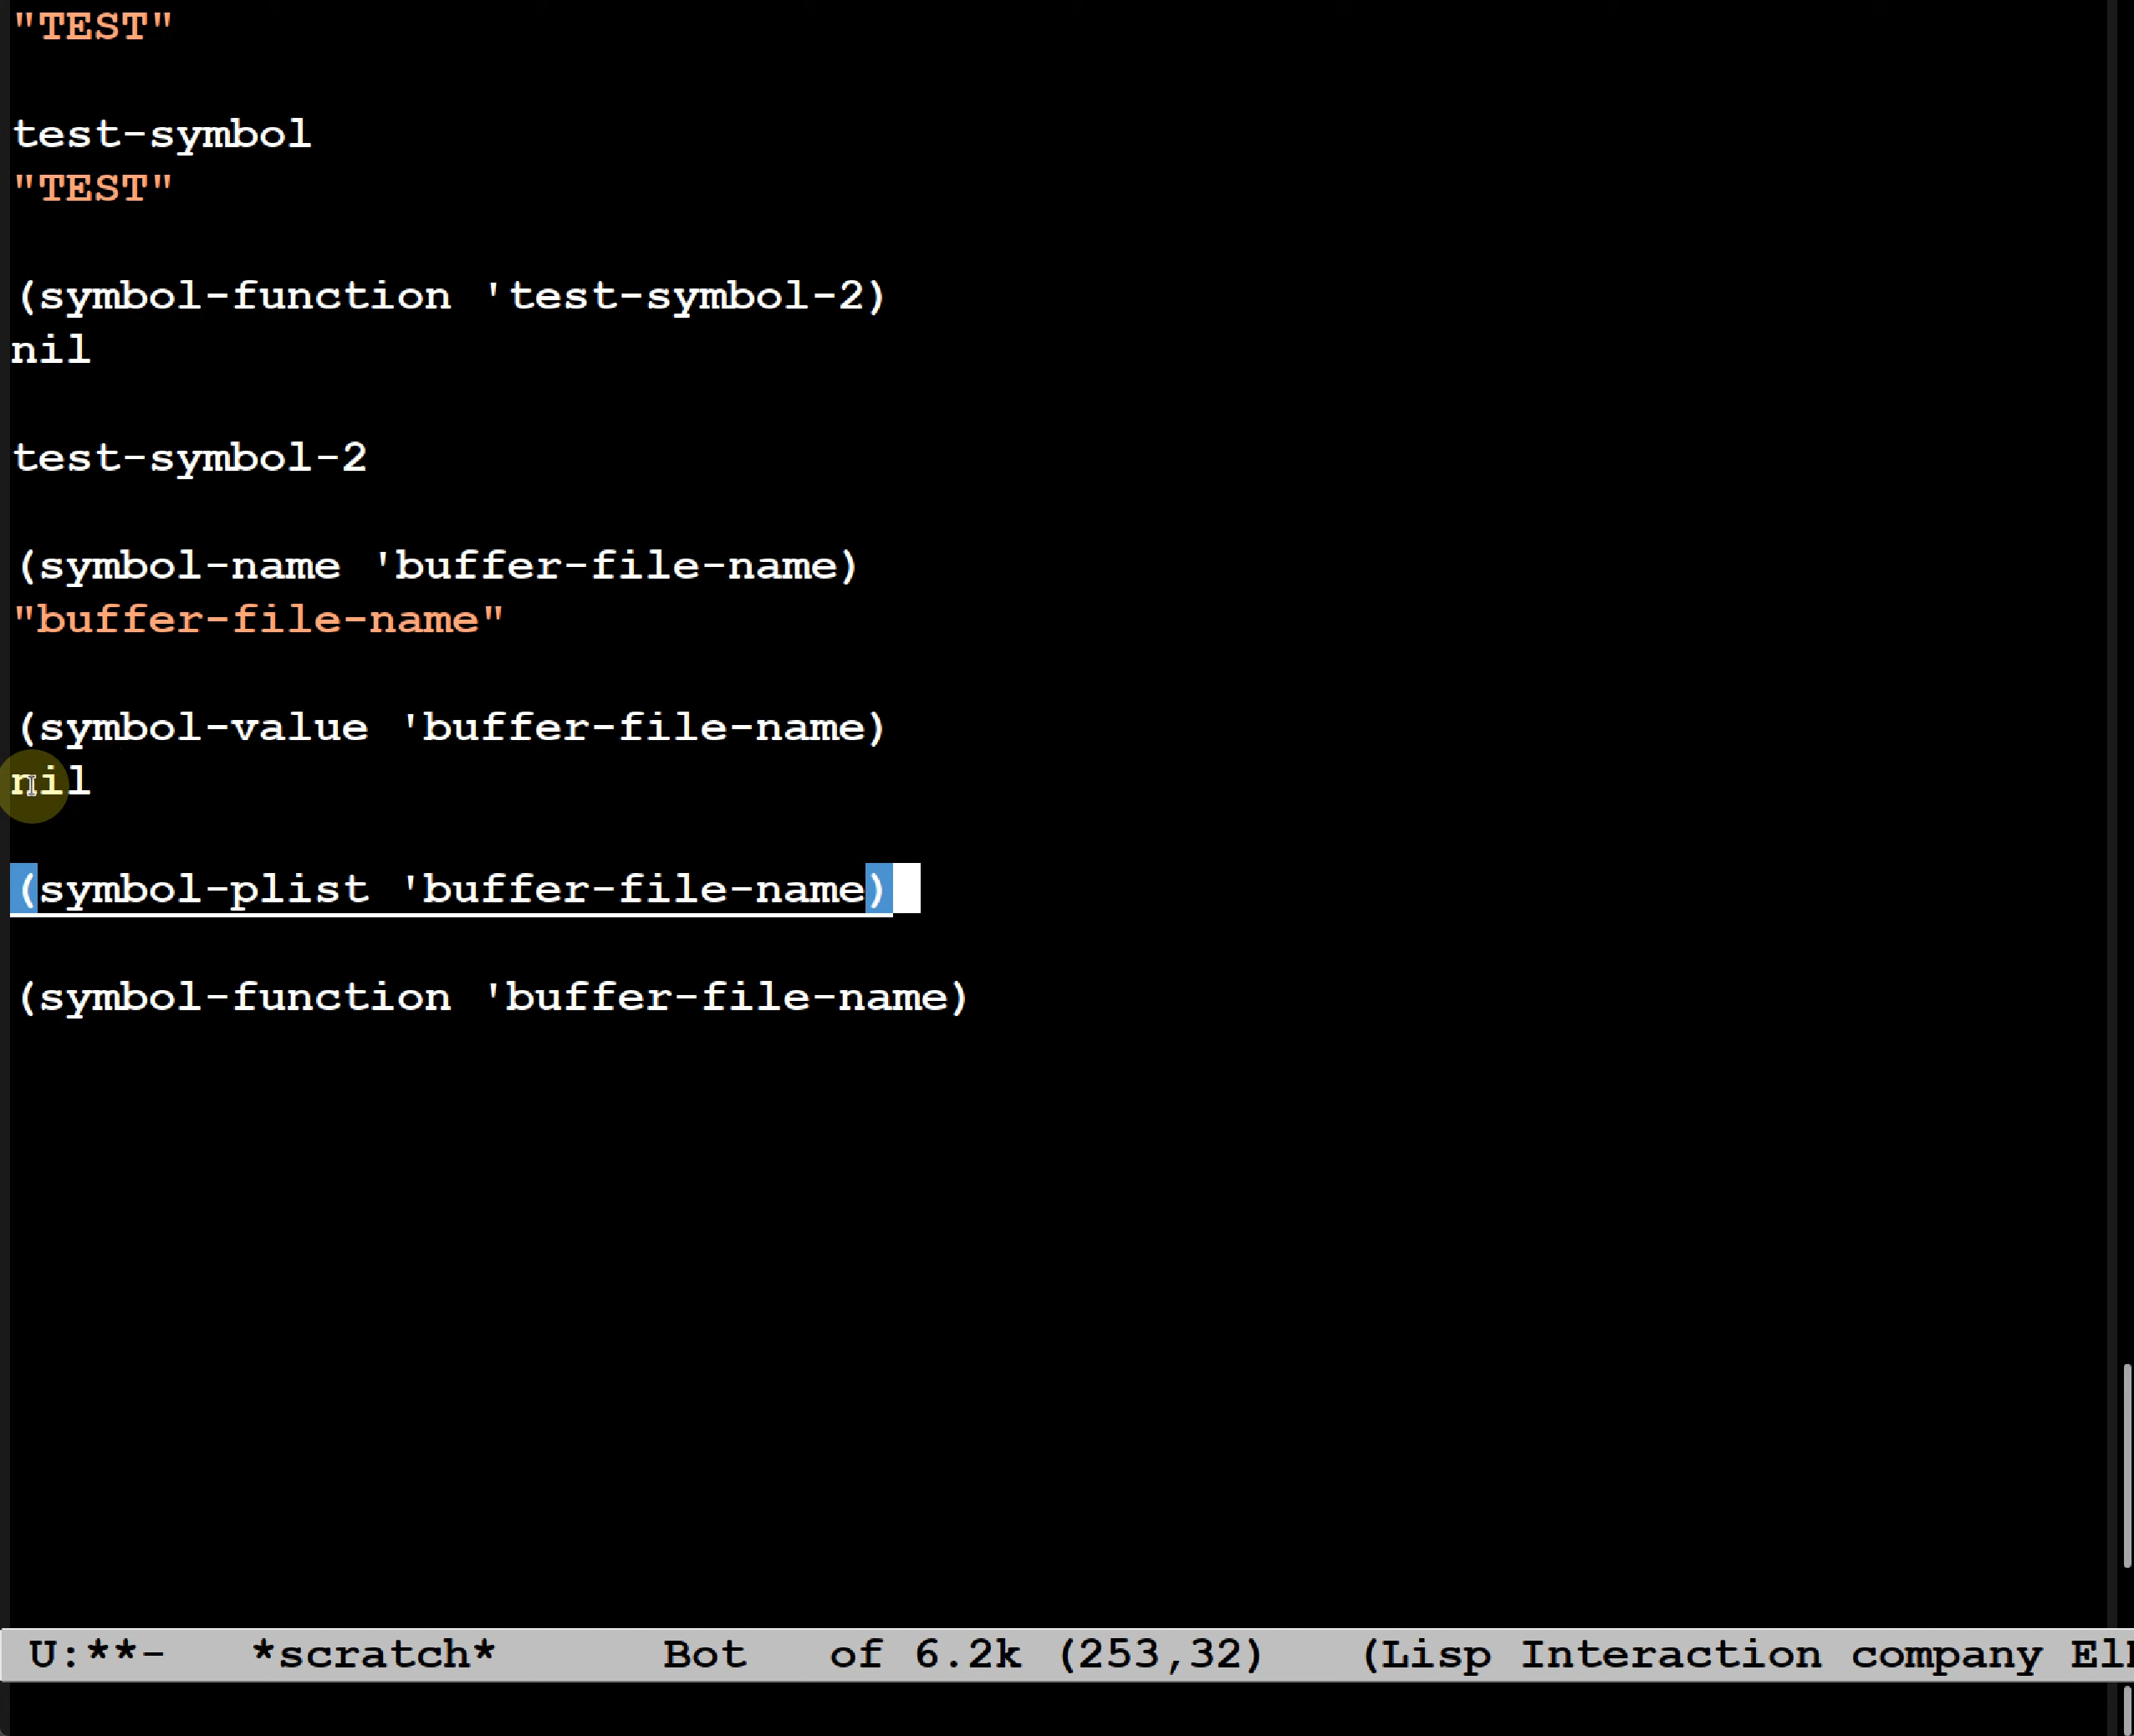 "TEST"
test-symbol
"TEST"
(symbol-function 'test-symbol-2)
nil
test-symbol-2
(symbol-name 'buffer-file-name)
"buffer-file-name"
(symbol-value 'buffer-file-name)
nil
(symbol-plist 'buffer-file-name)
(symbol-function 'buffer-file-name)
U:**-   *scratch*      Bot   of 6.2k (253,32)   (Lisp Interaction company